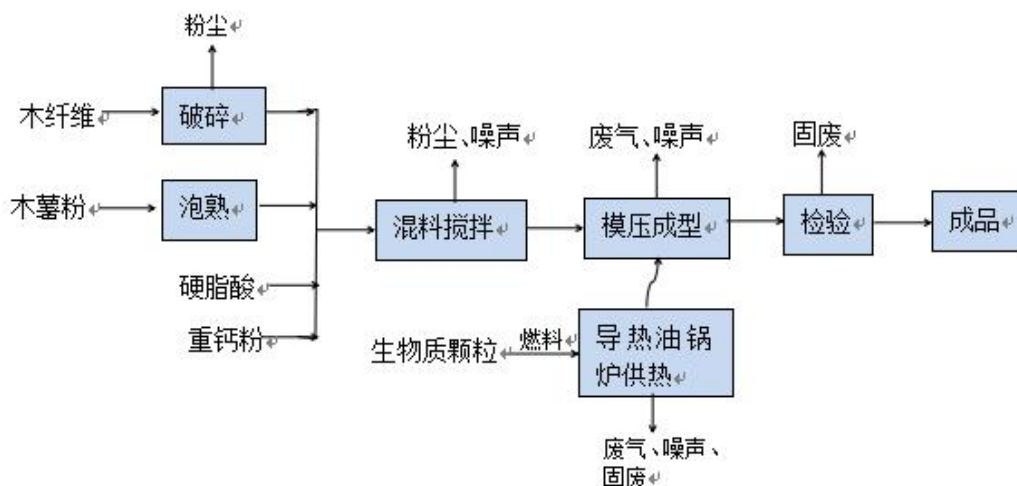 粉尘
木纤维
破碎
粉尘、噪声
废气、噪声
固废
木薯粉
泡熟
混料搅拌
模压成型
检验
成品
硬脂酸
重钙粉
生物质颗粒
燃料
导热油锅
炉供热
废气、噪声、
固废